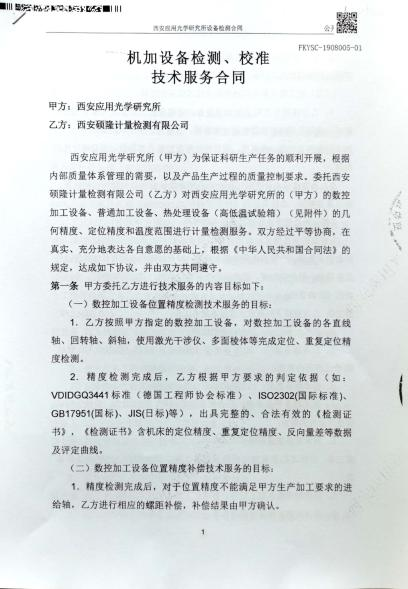 西安应用光学研究所设备检测合同
FKYSC-1908005-01
机加设备检测、校准
技术服务合同
甲方：西安应用光学研究所
乙方：西安硕隆计量检测有限公司
西安应用光学研究所（甲方）为保证科研生产任务的顺利开展，根据
内部质量体系管理的需要，以及产品生产过程的质量控制要求。委托西安
硕隆计量检测有限公司（乙方）对西安应用光学研究所的（甲方）的数控
加工设备、普通加工设备、热处理设备（高低温试验箱）（见附件）的几
何精度、定位精度和温度范围进行计量检测服务。双方经过平等协商，在
真实、充分地表达各自意愿的基础上，根据《中华人民共和国合同法》的
规定，达成如下协议，并由双方共同遵守。
第一条 甲方委托乙方进行技术服务的内容目标如下：
（一）数控加工设备位置精度检测技术服务的目标：
1．乙方按照甲方指定的数控加工设备，对数控加工设备的各直线
轴、回转轴、斜轴，使用激光干涉仪、多面棱体等完成定位、重复定位精
度检测。
2．精度检测完成后，乙方根据甲方要求的判定依据（如：
VDIDGQ3441标准（德国工程师协会标准）、ISO2302(国际标准)、
GB17951(国标)、JIS(日标)等），出具完整的、合法有效的《检测证
书》，《检测证书》含机床的定位精度、重复定位精度、反向量差等数据
及评定曲线。
（二）数控加工设备位置精度补偿技术服务的目标：
1．精度检测完成后，对于位置精度不能满足甲方生产加工要求的进
给轴，乙方进行相应的螺距补偿，补偿结果由甲方确认。
1